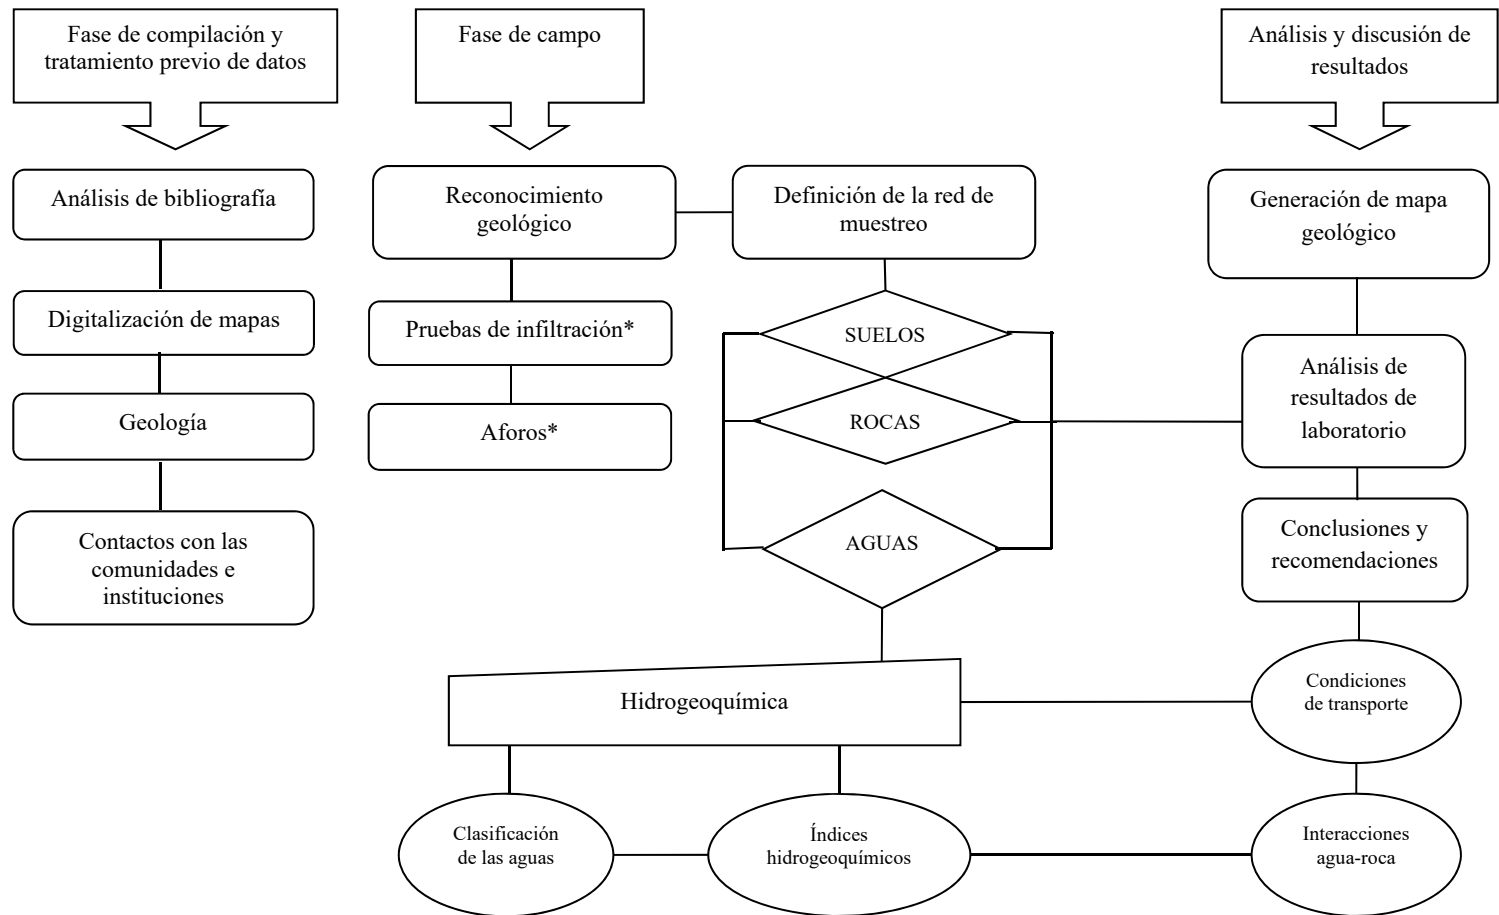 Fase de compilación y
tratamiento previo de datos
Análisis de bibliografía
Digitalización de mapas
Geología
Contactos con las
comunidades e
instituciones
Fase de campo
Reconocimiento
geológico
Pruebas de infiltración*
Aforos*
Definición de la red de
muestreo
SUELOS
ROCAS
AGUAS
Hidrogeoquímica
Clasificación
de las aguas
Índices
hidrogeoquímicos
Análisis y discusión de
resultados
Generación de mapa
geológico
Análisis de
resultados de
laboratorio
Conclusiones y
recomendaciones
Condiciones
de transporte
Interacciones
agua-roca